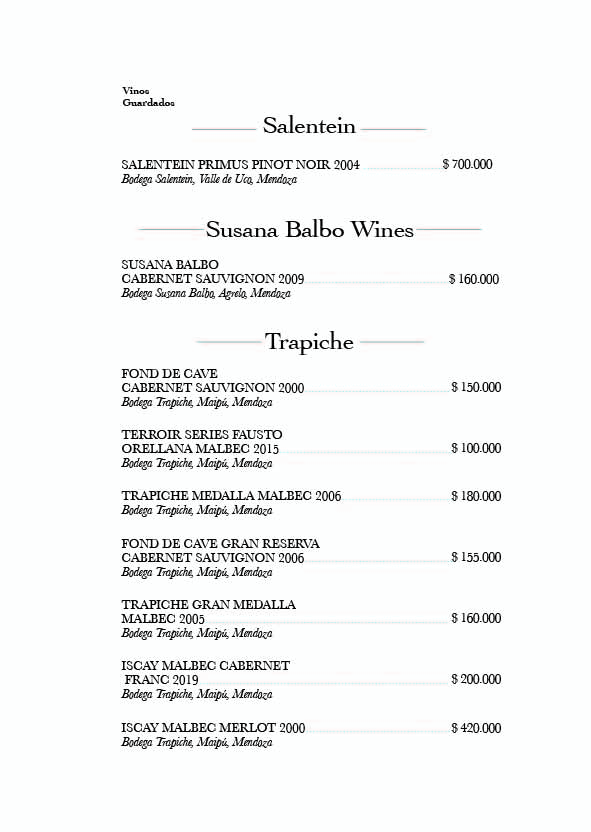 Vinos
Guardados
Salentein
SALENTEIN PRIMUS PINOT NOIR 2004 $ 700.000
Bodega Salentein, Valle de Uco, Mendoza
Susana Balbo Wines
SUSANA BALBO
CABERNET SAUVIGNON 2009 $ 160.000
Bodega Susana Balbo, Agrelo, Mendoza
Trapiche
FOND DE CAVE
CABERNET SAUVIGNON 2000 $ 150.000
Bodega Trapiche, Maipú, Mendoza
TERROIR SERIES FAUSTO
ORELLANA MALBEC 2015 $ 100.000
Bodega Trapiche, Maipú, Mendoza
TRAPICHE MEDALLA MALBEC 2006 $ 180.000
Bodega Trapiche, Maipú, Mendoza
FOND DE CAVE GRAN RESERVA
CABERNET SAUVIGNON 2006 $ 155.000
Bodega Trapiche, Maipú, Mendoza
TRAPICHE GRAN MEDALLA
MALBEC 2005 $ 160.000
Bodega Trapiche, Maipú, Mendoza
ISCAY MALBEC CABERNET
FRANC 2019 $ 200.000
Bodega Trapiche, Maipú, Mendoza
ISCAY MALBEC MERLOT 2000 $ 420.000
Bodega Trapiche, Maipú, Mendoza